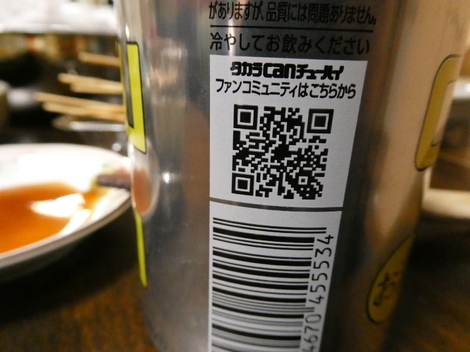 がありますが、品質には問題ありません。
冷やしてお飲みください
タカラcanチューハイ
ファンコミュニティはこちらから
4670 455534
お